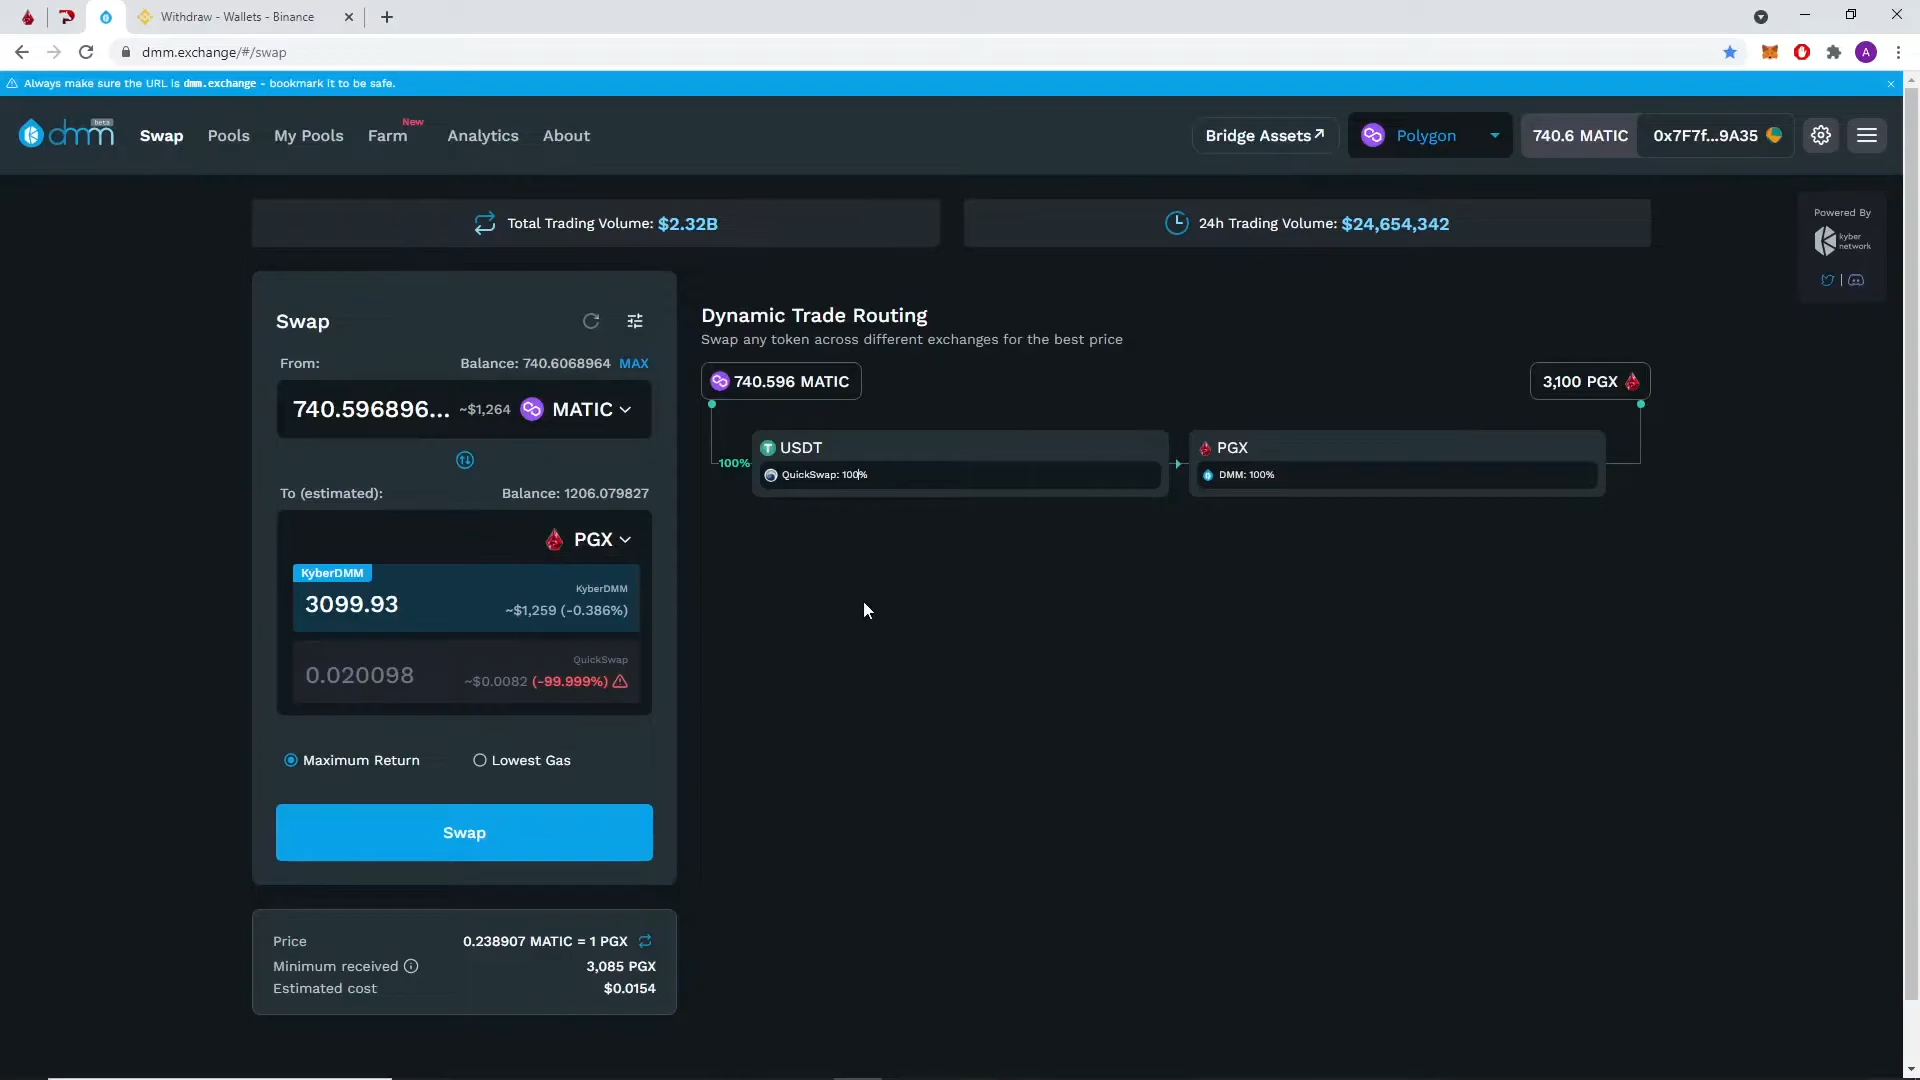 Withdraw - Wallets - Binance
dmm.exchange/#/swap
A
Always make sure the URL is dmm.exchange - bookmark it to be safe.
dmm beta
Swap
Pools
My Pools
Farm New
Analytics
About
Bridge Assets↗
Polygon
740.6 MATIC
0x7F7f...9A35
Total Trading Volume: $2.32B
24h Trading Volume: $24,654,342
Powered By
kyber
network
Swap
From:
Balance: 740.6068964 MAX
740.596896... ~$1,264 MATIC
To (estimated):
Balance: 1206.079827
PGX
KyberDMM
KyberDMM
3099.93
~$1,259 (-0.386%)
QuickSwap
0.020098
~$0.0082 (-99.999%)
Maximum Return
Lowest Gas
Swap
Price
0.238907 MATIC = 1 PGX
Minimum received
3,085 PGX
Estimated cost
$0.0154
Dynamic Trade Routing
Swap any token across different exchanges for the best price
740.596 MATIC
3,100 PGX
100%
USDT
QuickSwap: 100%
PGX
DMM: 100%